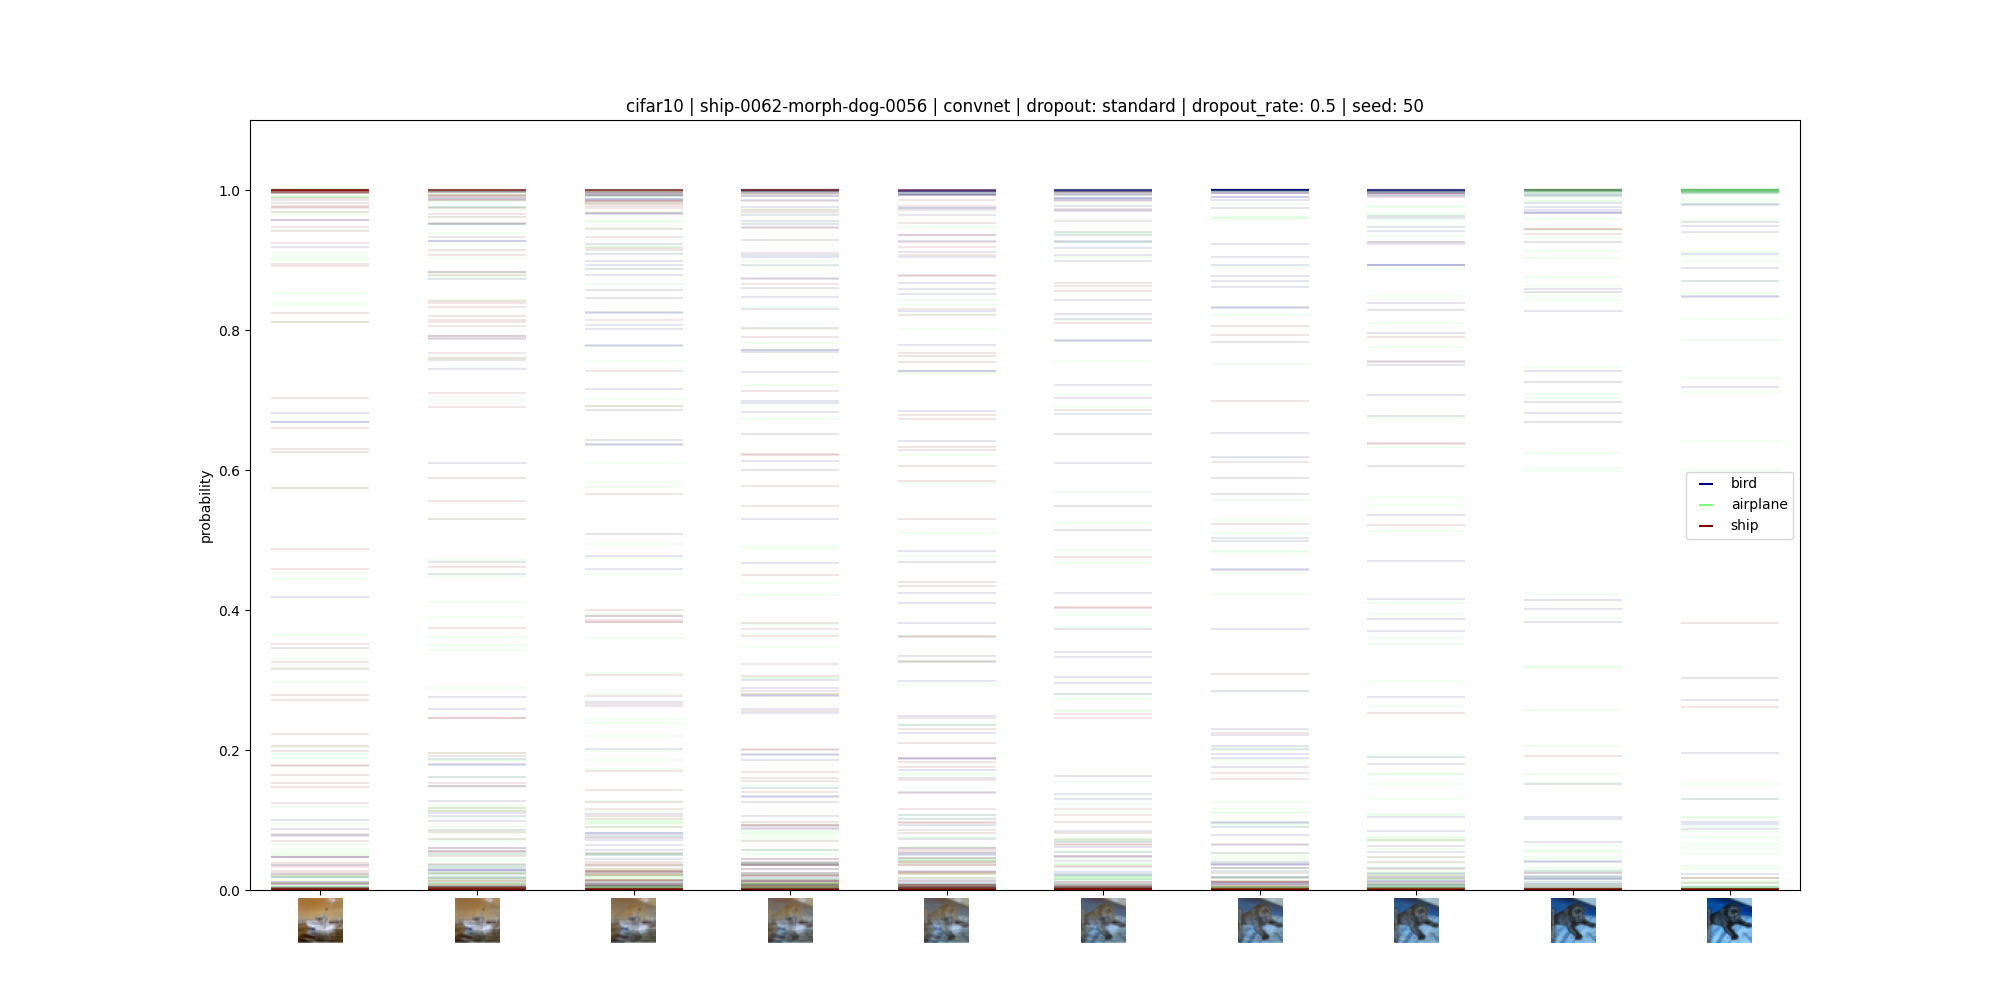 cifar10 | ship-0062-morph-dog-0056 | convnet | dropout: standard | dropout_rate: 0.5 | seed: 50
1.0
0.8
0.6
0.4
0.2
0.0
probability
bird
airplane
ship